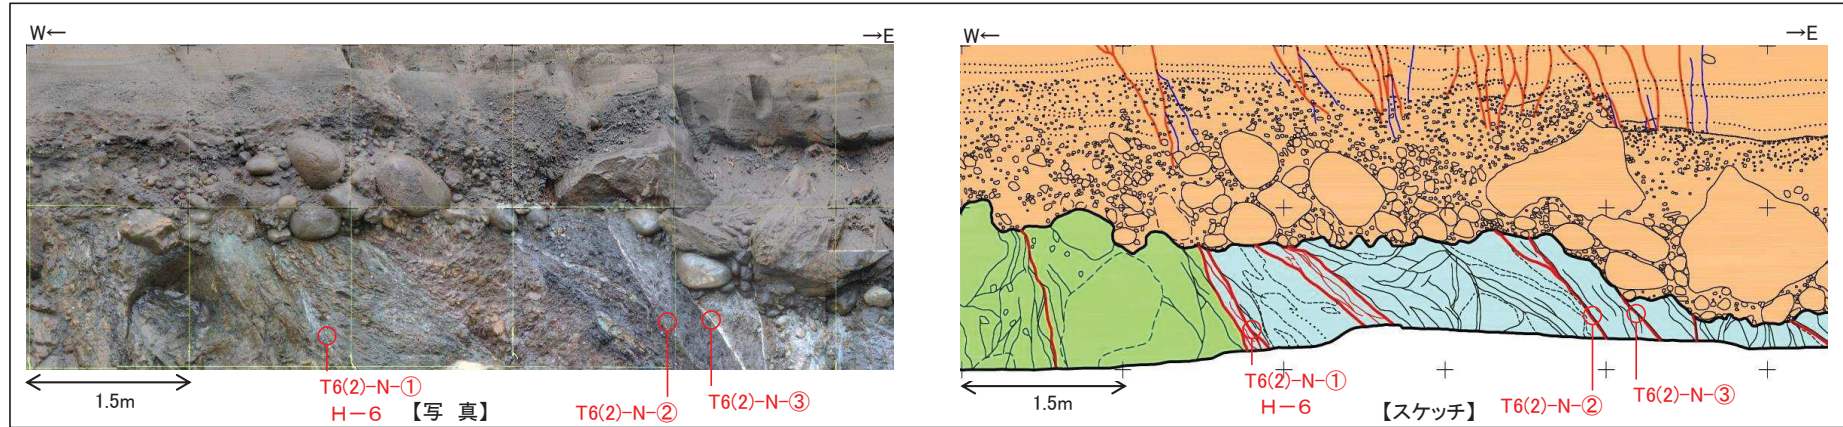 W← →E
T6(2)-N-①
H-6
T6(2)-N-②
T6(2)-N-③
1.5m
【写 真】
W← →E
T6(2)-N-①
H-6
T6(2)-N-②
T6(2)-N-③
1.5m
【スケッチ】